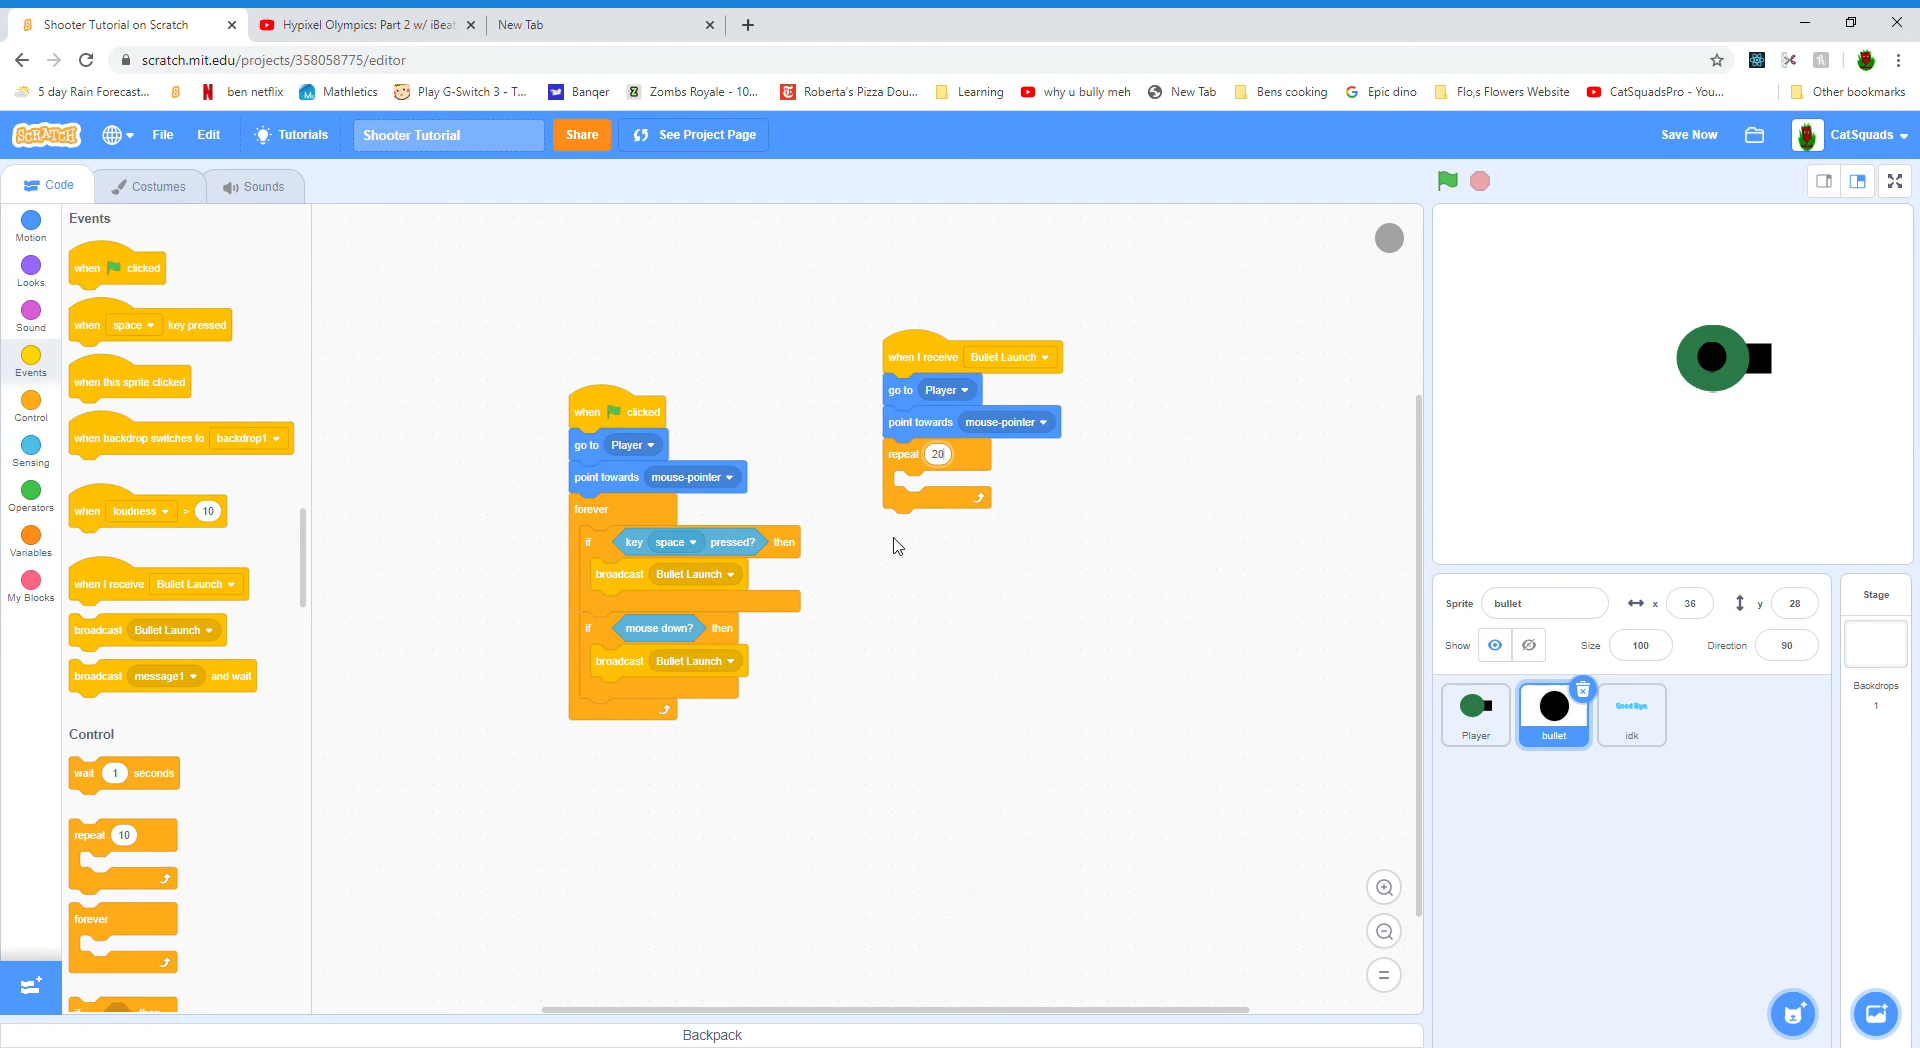 Shooter Tutorial on Scratch
Hypixel Olympics: Part 2 w/ iBeat
New Tab
scratch.mit.edu/projects/358058775/editor
5 day Rain Forecast...
ben netflix
Mathletics
Play G-Switch 3 - T...
Banqer
Zombs Royale - 10...
Roberta's Pizza Dou...
Learning
why u bully meh
New Tab
Bens cooking
Epic dino
Flo,s Flowers Website
CatSquadsPro - You...
Other bookmarks
SCRATCH
File
Edit
Tutorials
Shooter Tutorial
Share
See Project Page
Save Now
CatSquads
Code
Costumes
Sounds
Motion
Looks
Sound
Events
Control
Sensing
Operators
Variables
My Blocks
Events
when clicked
when space key pressed
when this sprite clicked
when backdrop switches to backdrop1
when loudness > 10
when I receive Bullet Launch
broadcast Bullet Launch
broadcast message1 and wait
Control
wait 1 seconds
repeat 10
forever
when clicked
go to Player
point towards mouse-pointer
forever
if key space pressed? then
broadcast Bullet Launch
if mouse down? then
broadcast Bullet Launch
when I receive Bullet Launch
go to Player
point towards mouse-pointer
repeat 20
Backpack
Sprite bullet x 36 y 28
Show Size 100 Direction 90
Player
bullet
Good Bye
idk
Stage
Backdrops
1